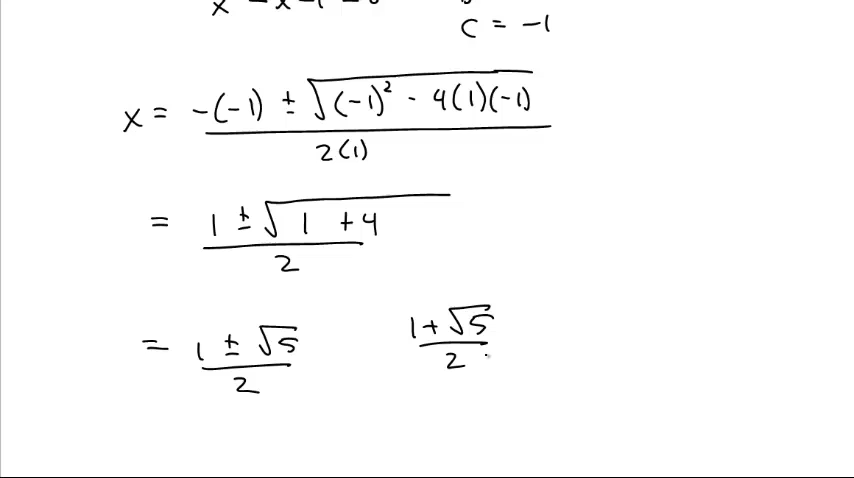 c = -1
x = -(-1) ± √(-1)² - 4(1)(-1)
2(1)
= 1 ± √1 + 4
2
= 1 ± √5
2
1 + √5
2